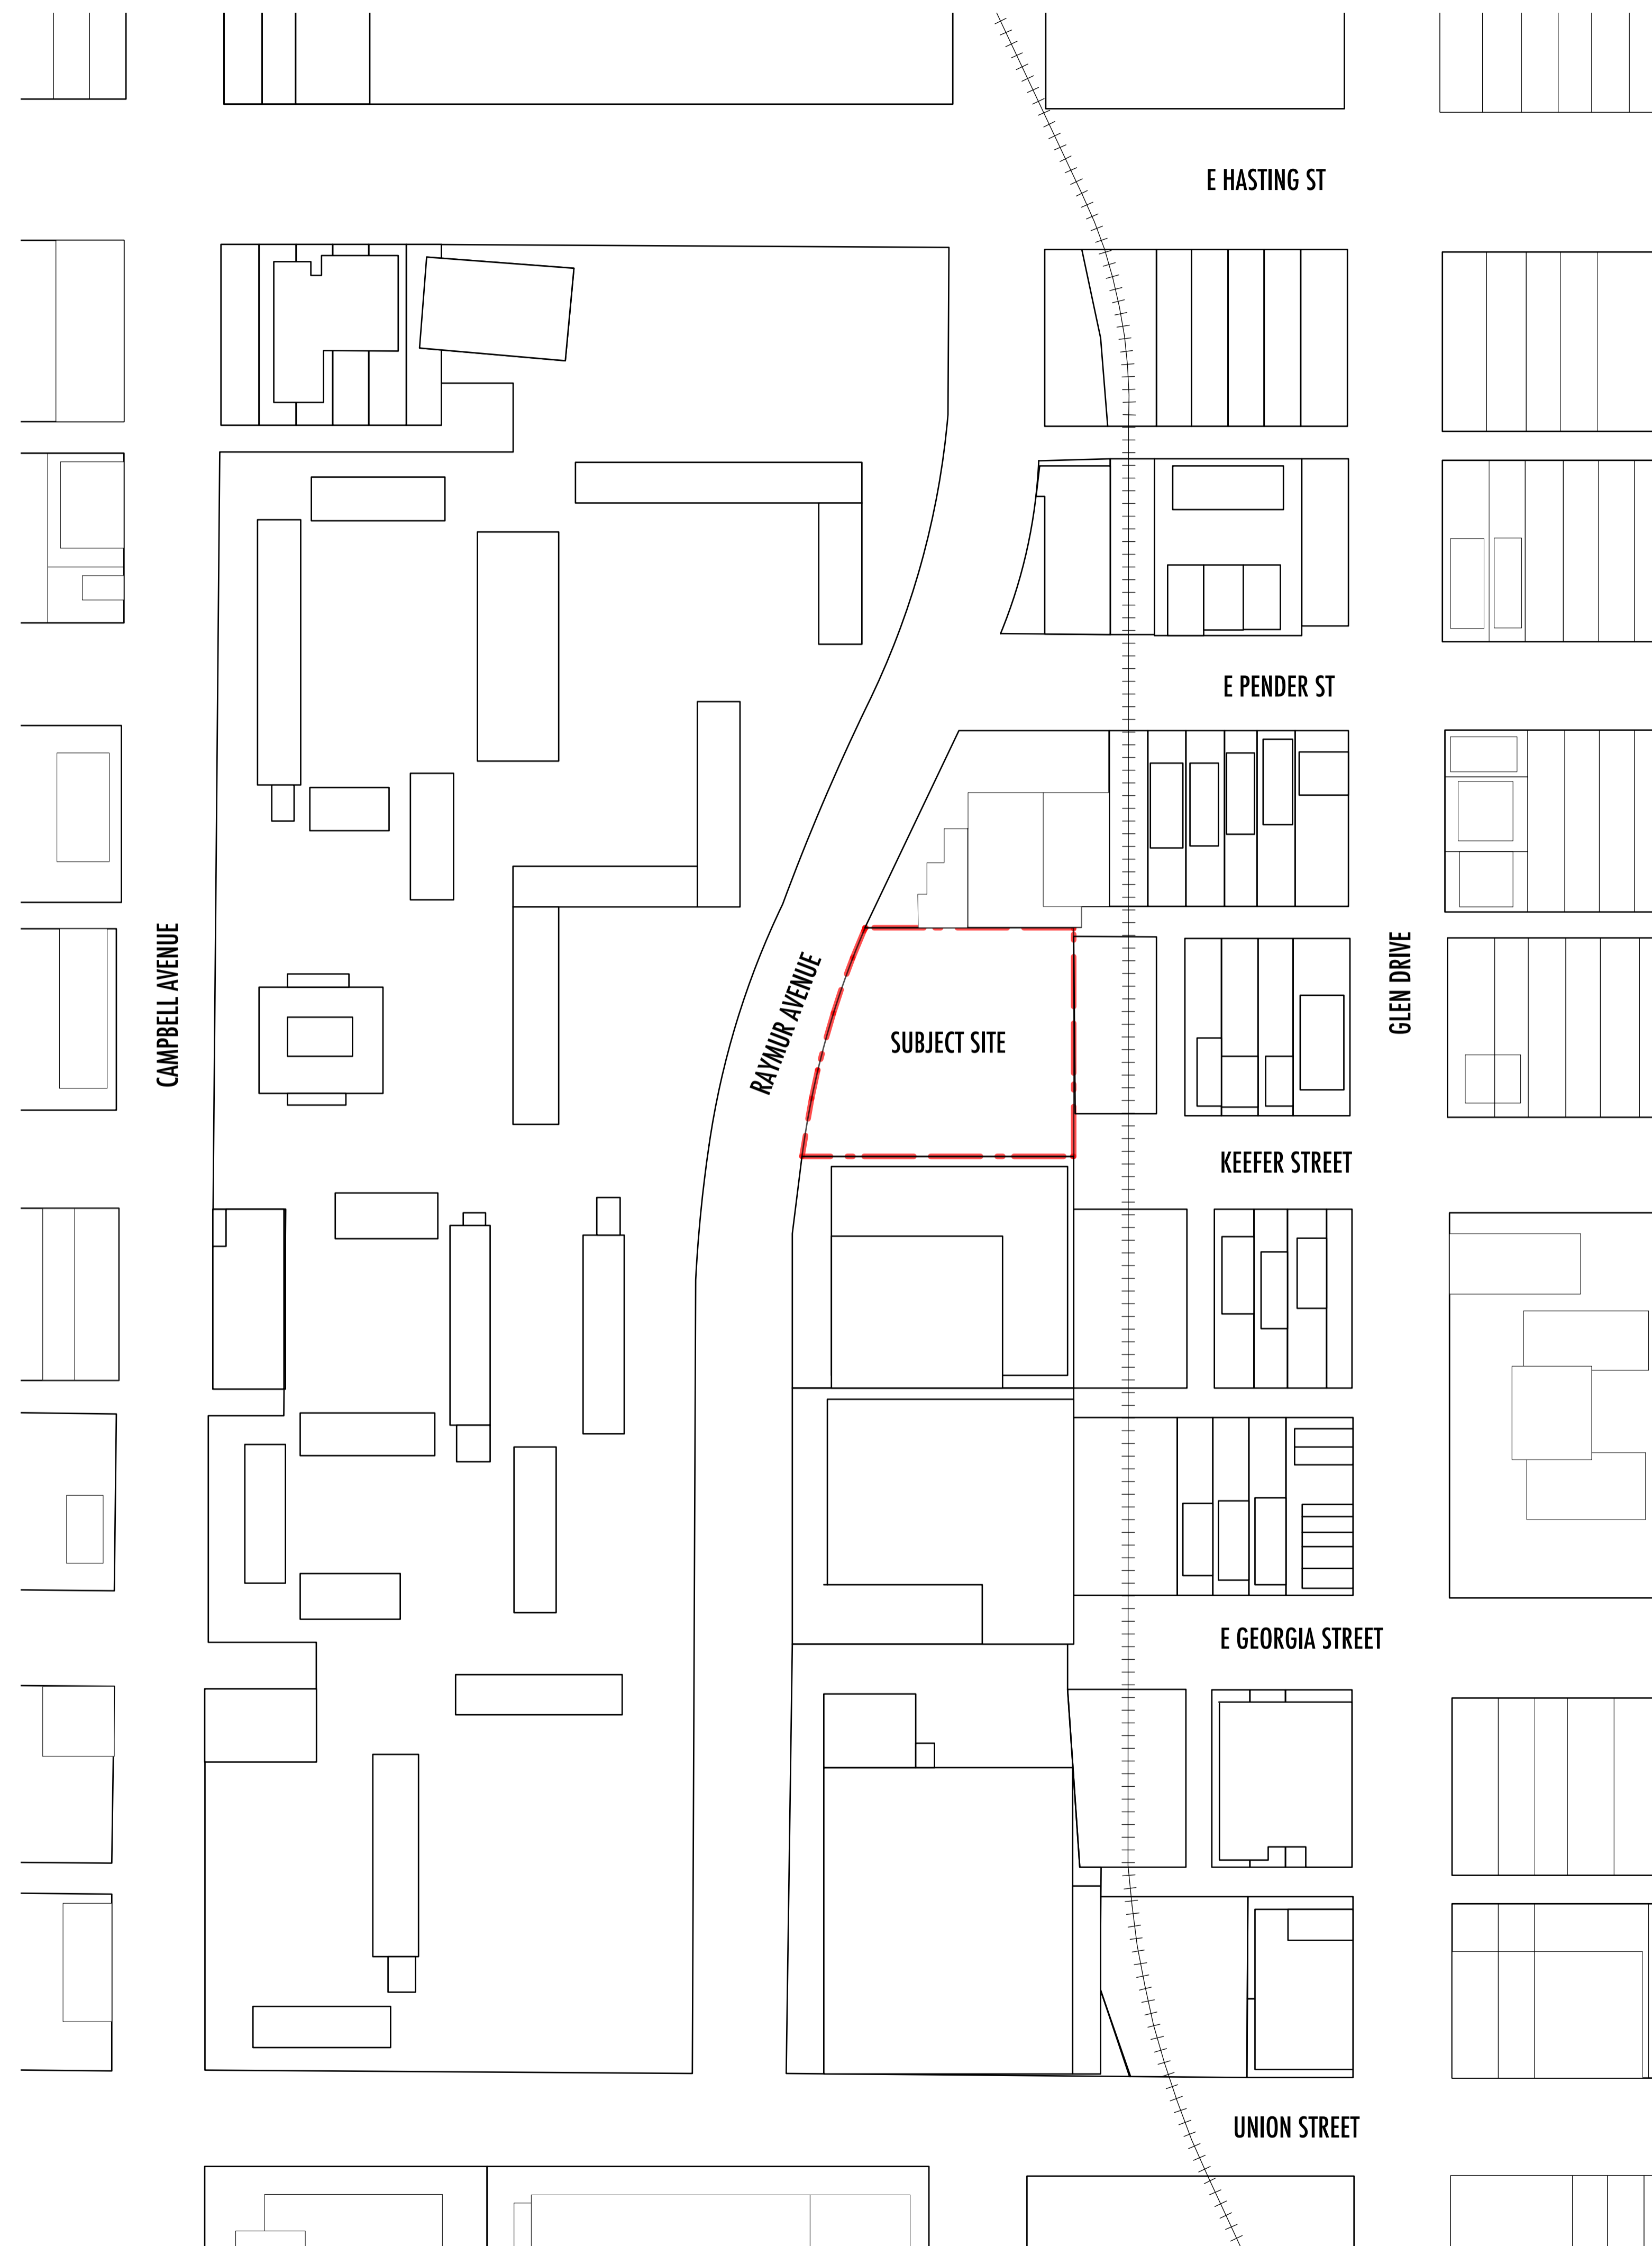 E HASTING ST
E PENDER ST
CAMPBELL AVENUE
RAYMUR AVENUE
SUBJECT SITE
GLEN DRIVE
KEEFER STREET
E GEORGIA STREET
UNION STREET